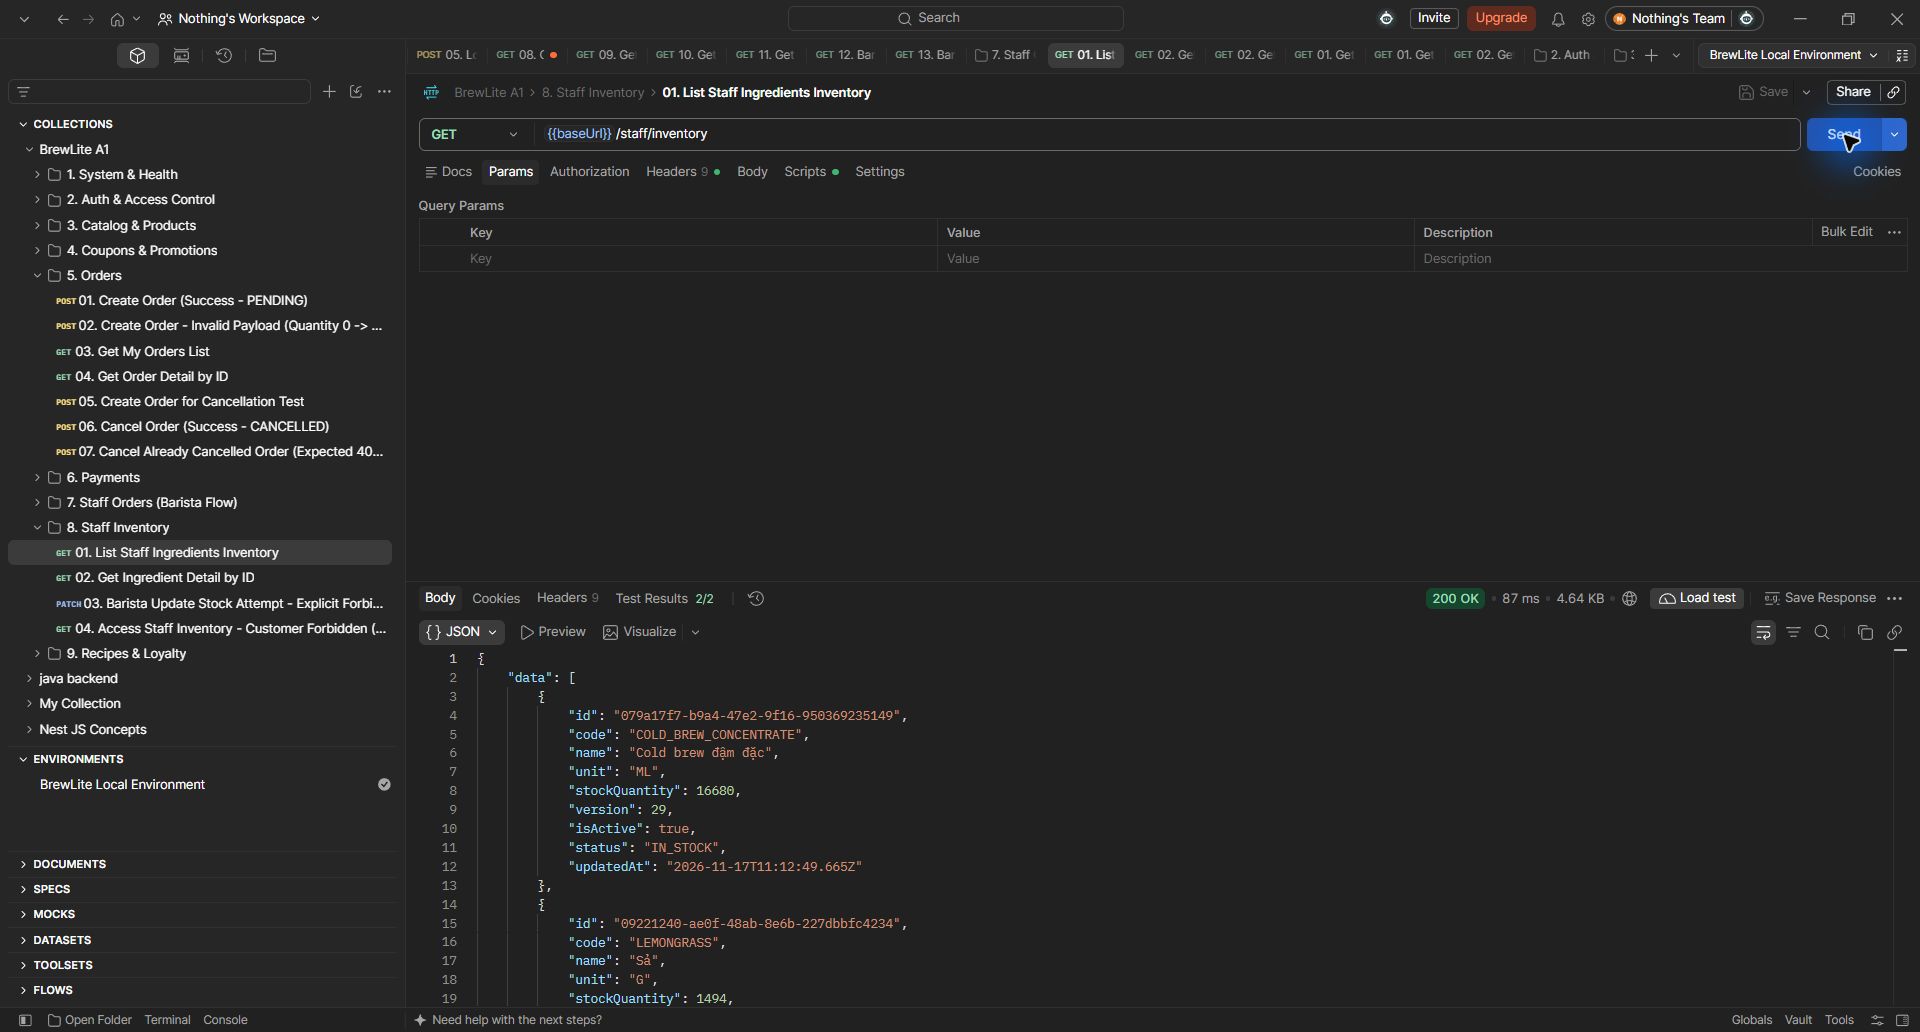 Nothing's Workspace
Search
Invite
Upgrade
Nothing's Team
POST 05. Lo
GET 08. (
GET 09. Ge
GET 10. Get
GET 11. Get
GET 12. Bar
GET 13. Bar
7. Staff
GET 01. List
GET 02. Ge
GET 02. Ge
GET 01. Ge
GET 01. Ge
GET 02. Ge
2. Auth
BrewLite Local Environment
BrewLite A1 > 8. Staff Inventory > 01. List Staff Ingredients Inventory
Save
Share
GET
{{baseUrl}} /staff/inventory
Send
Docs
Params
Authorization
Headers 9
Body
Scripts
Settings
Cookies
Query Params
Key
Value
Description
Bulk Edit
Key
Value
Description
COLLECTIONS
BrewLite A1
1. System & Health
2. Auth & Access Control
3. Catalog & Products
4. Coupons & Promotions
5. Orders
POST 01. Create Order (Success - PENDING)
POST 02. Create Order - Invalid Payload (Quantity 0 -> ...
GET 03. Get My Orders List
GET 04. Get Order Detail by ID
POST 05. Create Order for Cancellation Test
POST 06. Cancel Order (Success - CANCELLED)
POST 07. Cancel Already Cancelled Order (Expected 40...
6. Payments
7. Staff Orders (Barista Flow)
8. Staff Inventory
GET 01. List Staff Ingredients Inventory
GET 02. Get Ingredient Detail by ID
PATCH 03. Barista Update Stock Attempt - Explicit Forbi...
GET 04. Access Staff Inventory - Customer Forbidden (...
9. Recipes & Loyalty
java backend
My Collection
Nest JS Concepts
ENVIRONMENTS
BrewLite Local Environment
DOCUMENTS
SPECS
MOCKS
DATASETS
TOOLSETS
FLOWS
Body
Cookies
Headers 9
Test Results 2/2
200 OK
87 ms
4.64 KB
Load test
Save Response
{ } JSON
Preview
Visualize
1 {
2 "data": [
3 {
4 "id": "079a17f7-b9a4-47e2-9f16-950369235149",
5 "code": "COLD_BREW_CONCENTRATE",
6 "name": "Cold brew đậm đặc",
7 "unit": "ML",
8 "stockQuantity": 16680,
9 "version": 29,
10 "isActive": true,
11 "status": "IN_STOCK",
12 "updatedAt": "2026-11-17T11:12:49.665Z"
13 },
14 {
15 "id": "09221240-ae0f-48ab-8e6b-227dbbfc4234",
16 "code": "LEMONGRASS",
17 "name": "Sả",
18 "unit": "G",
19 "stockQuantity": 1494,
Open Folder
Terminal
Console
Need help with the next steps?
Globals
Vault
Tools